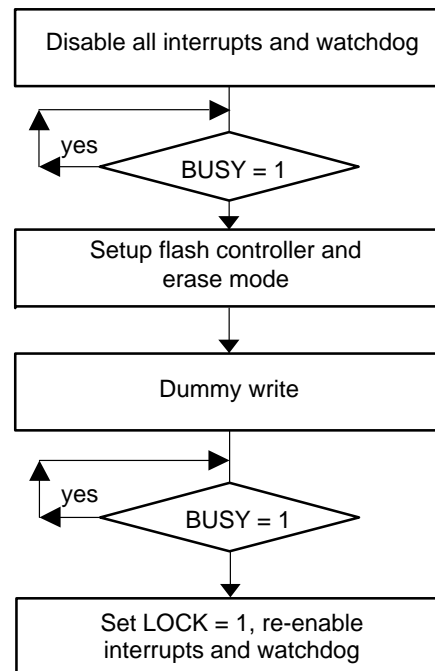 Disable all interrupts and watchdog
yes
BUSY = 1
Setup flash controller and
erase mode
Dummy write
yes
BUSY = 1
Set LOCK = 1, re-enable
interrupts and watchdog